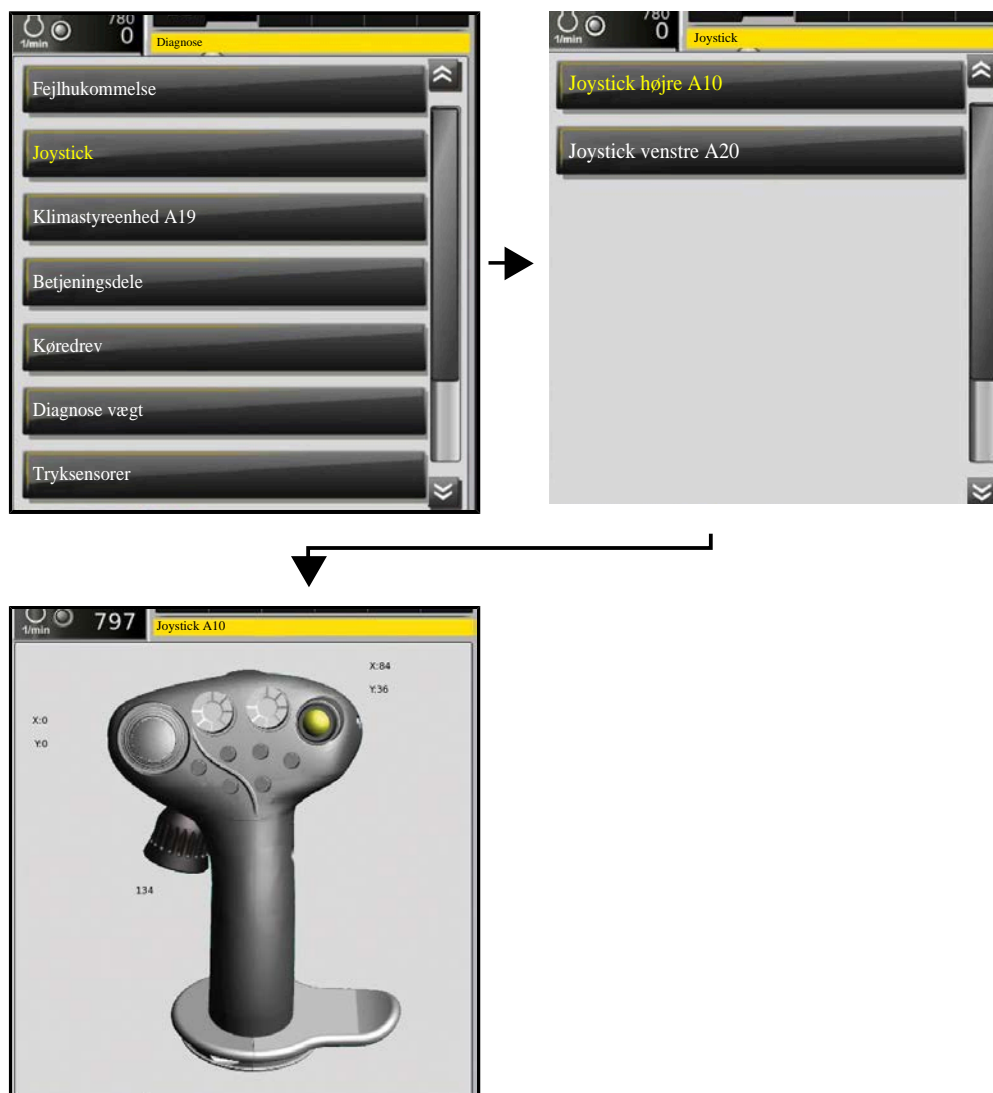 780
1/min 0
Diagnose
Fejlhukommelse
Joystick
Klimastyreenhed A19
Betjeningsdele
Køredrev
Diagnose vægt
Tryksensorer
780
1/min 0
Joystick
Joystick højre A10
Joystick venstre A20
1/min 797
Joystick A10
X:84
Y:36
X:0
Y:0
134